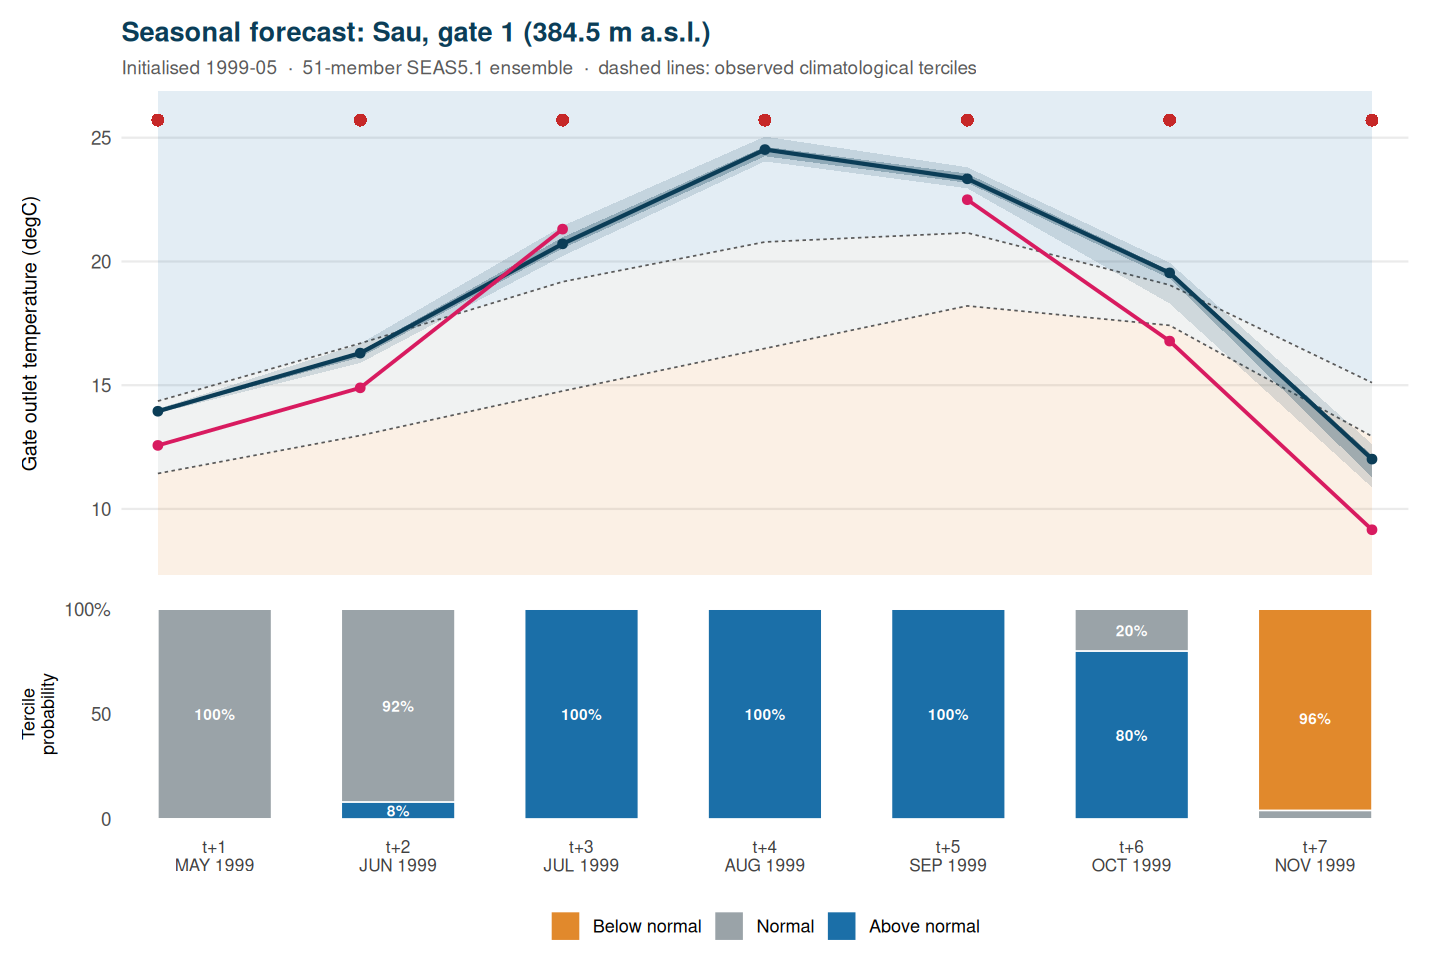 Seasonal forecast: Sau, gate 1 (384.5 m a.s.l.)
Initialised 1999-05 · 51-member SEAS5.1 ensemble · dashed lines: observed climatological terciles
Gate outlet temperature (degC)
25
20
15
10
Tercile
probability
100%
50
0
100%
92%
8%
100%
100%
100%
20%
80%
96%
t+1
MAY 1999
t+2
JUN 1999
t+3
JUL 1999
t+4
AUG 1999
t+5
SEP 1999
t+6
OCT 1999
t+7
NOV 1999
Below normal
Normal
Above normal